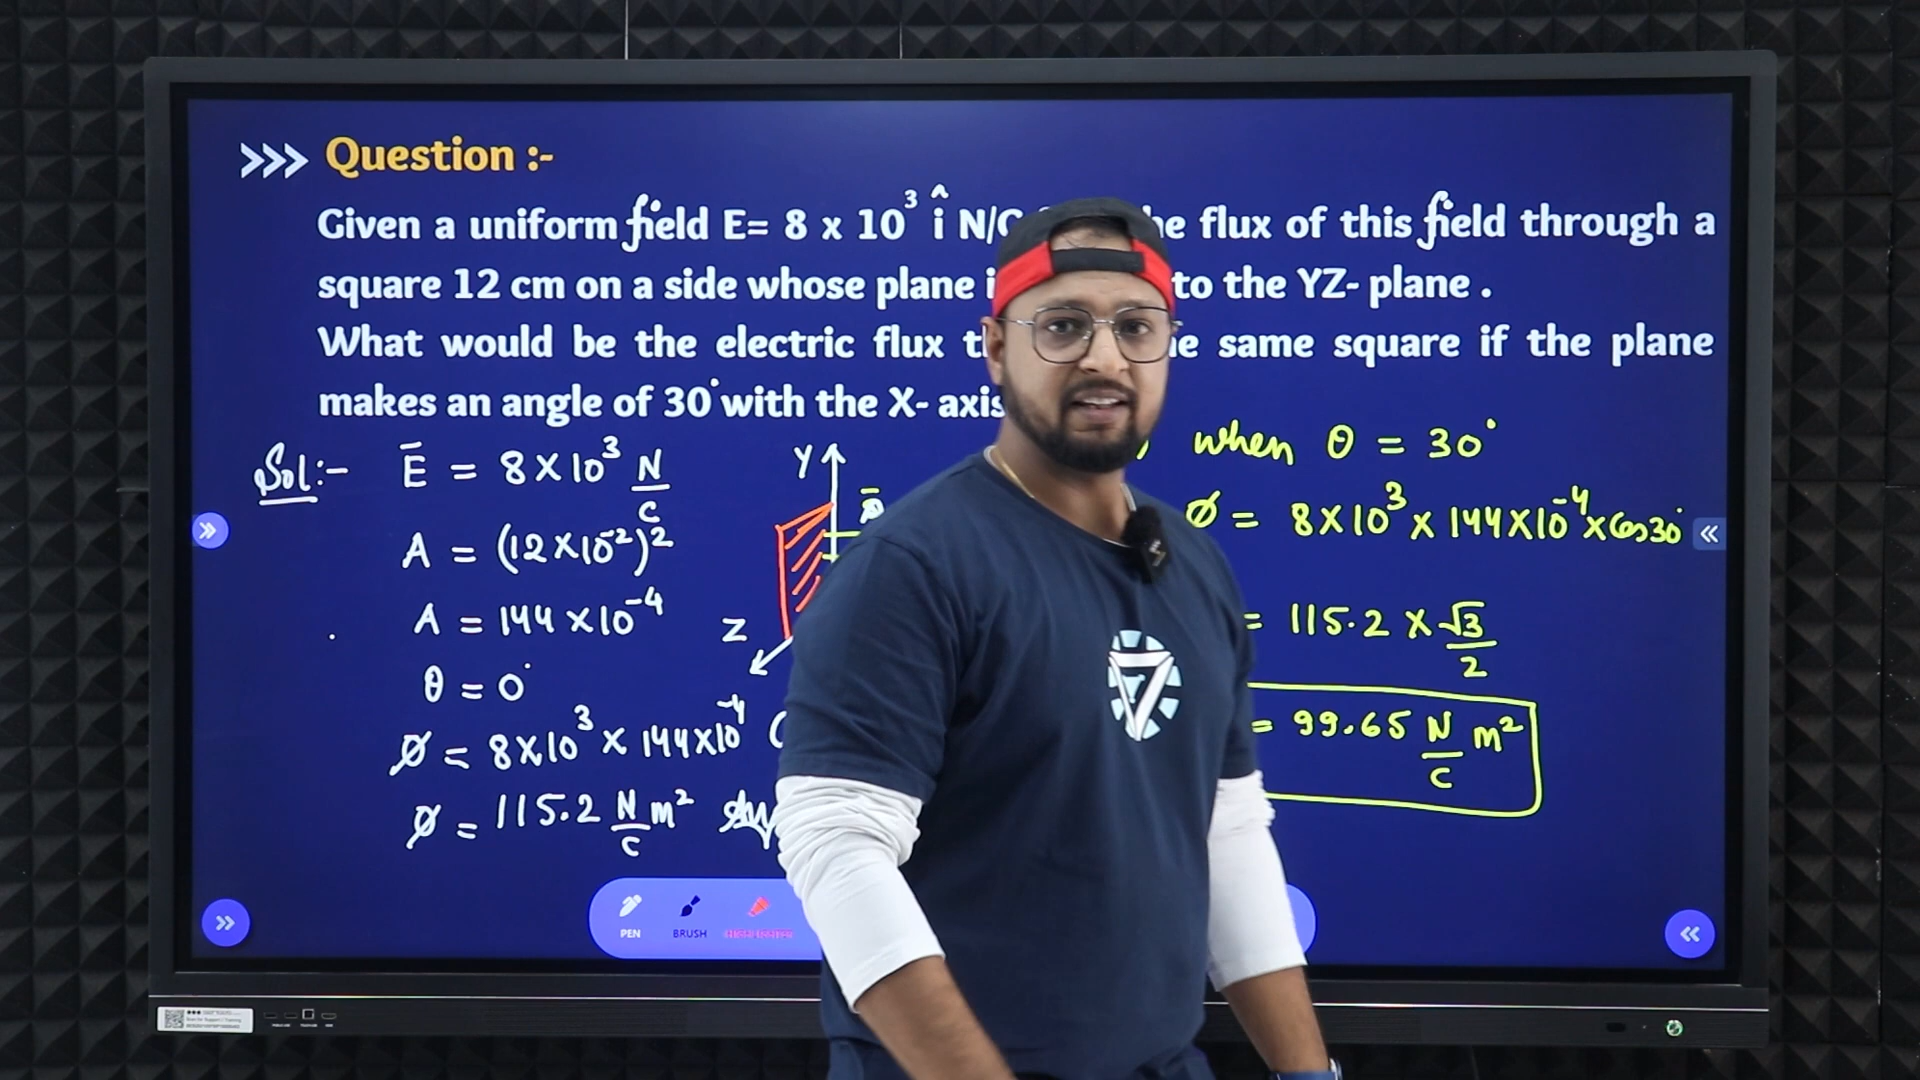 >>> Question :-
Given a uniform field E= 8 x 10³ î N/C he flux of this field through a
square 12 cm on a side whose plane i to the YZ- plane .
What would be the electric flux t e same square if the plane
makes an angle of 30° with the X- axis
Sol:- Ē = 8×10³ N/C
A = (12×10⁻²)²
A = 144×10⁻⁴
θ = 0°
Ø = 8×10³ × 144×10⁻⁴
Ø = 115.2 N/C m²
Y
Z
when θ = 30°
Ø = 8×10³ × 144×10⁻⁴ × Cos30°
= 115.2 × √3/2
= 99.65 N/C m²
PEN
BRUSH